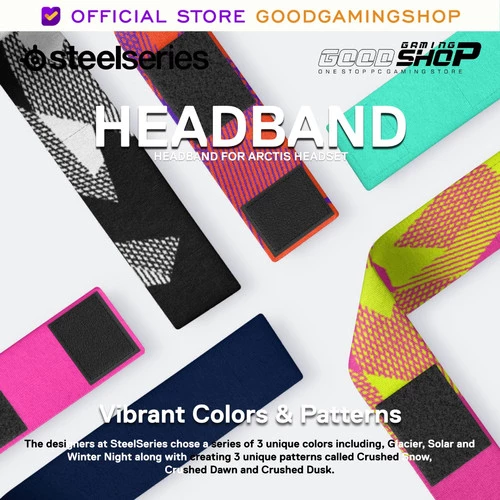 OFFICIAL STORE GOODGAMINGSHOP
steelseries
GOOD GAMING SHOP
ONE STOP PC GAMING STORE
HEADBAND
HEADBAND FOR ARCTIS HEADSET
Vibrant Colors & Patterns
The designers at SteelSeries chose a series of 3 unique colors including, Glacier, Solar and
Winter Night along with creating 3 unique patterns called Crushed Snow,
Crushed Dawn and Crushed Dusk.